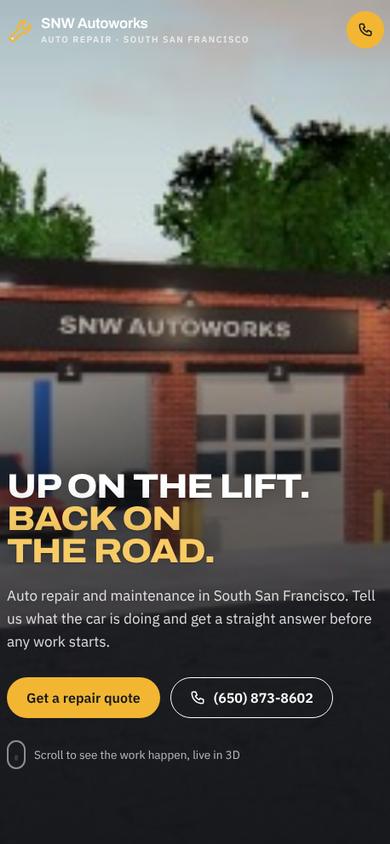 SNW Autoworks
AUTO REPAIR · SOUTH SAN FRANCISCO
SNW AUTOWORKS
1
2
UP ON THE LIFT.
BACK ON
THE ROAD.
Auto repair and maintenance in South San Francisco. Tell
us what the car is doing and get a straight answer before
any work starts.
Get a repair quote
(650) 873-8602
Scroll to see the work happen, live in 3D